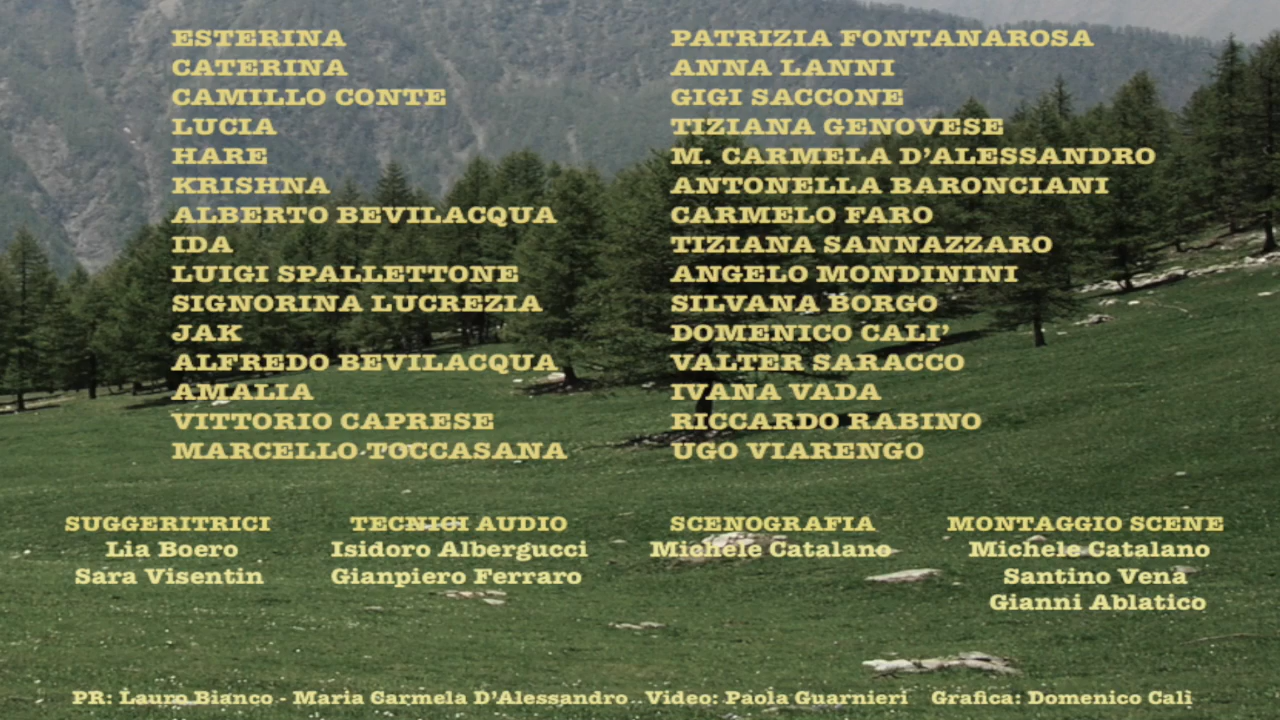 ESTERINA PATRIZIA FONTANAROSA
CATERINA ANNA LANNI
CAMILLO CONTE GIGI SACCONE
LUCIA TIZIANA GENOVESE
HARE M. CARMELA D'ALESSANDRO
KRISHNA ANTONELLA BARONCIANI
ALBERTO BEVILACQUA CARMELO FARO
IDA TIZIANA SANNAZZARO
LUIGI SPALLETTONE ANGELO MONDININI
SIGNORINA LUCREZIA SILVANA BORGO
JAK DOMENICO CALI'
ALFREDO BEVILACQUA VALTER SARACCO
AMALIA IVANA VADA
VITTORIO CAPRESE RICCARDO RABINO
MARCELLO TOCCASANA UGO VIARENGO
SUGGERITRICI TECNICI AUDIO SCENOGRAFIA MONTAGGIO SCENE
Lia Boero Isidoro Albergucci Michele Catalano Michele Catalano
Sara Visentin Gianpiero Ferraro Santino Vena
Gianni Ablatico
PR: Lauro Bianco - Maria Carmela D'Alessandro Video: Paola Guarnieri Grafica: Domenico Calì